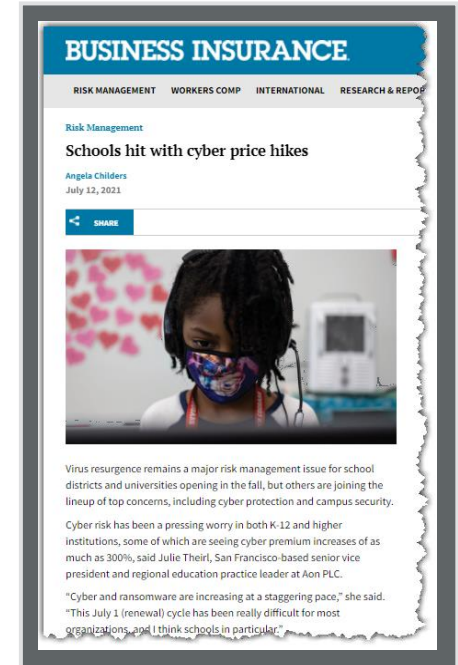 BUSINESS INSURANCE.
RISK MANAGEMENT WORKERS COMP INTERNATIONAL RESEARCH & REPOR
Risk Management
Schools hit with cyber price hikes
Angela Childers
July 12, 2021
SHARE
Virus resurgence remains a major risk management issue for school
districts and universities opening in the fall, but others are joining the
lineup of top concerns, including cyber protection and campus security.
Cyber risk has been a pressing worry in both K-12 and higher
institutions, some of which are seeing cyber premium increases of as
much as 300%, said Julie Theirl, San Francisco-based senior vice
president and regional education practice leader at Aon PLC.
“Cyber and ransomware are increasing at a staggering pace,” she said.
“This July 1 (renewal) cycle has been really difficult for most
organizations, and I think schools in particular.”